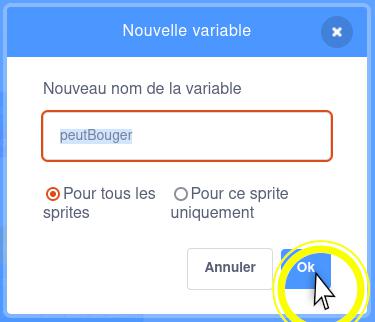 Nouvelle variable
Nouveau nom de la variable
peutBouger
Pour tous les sprites
Pour ce sprite uniquement
Annuler
Ok